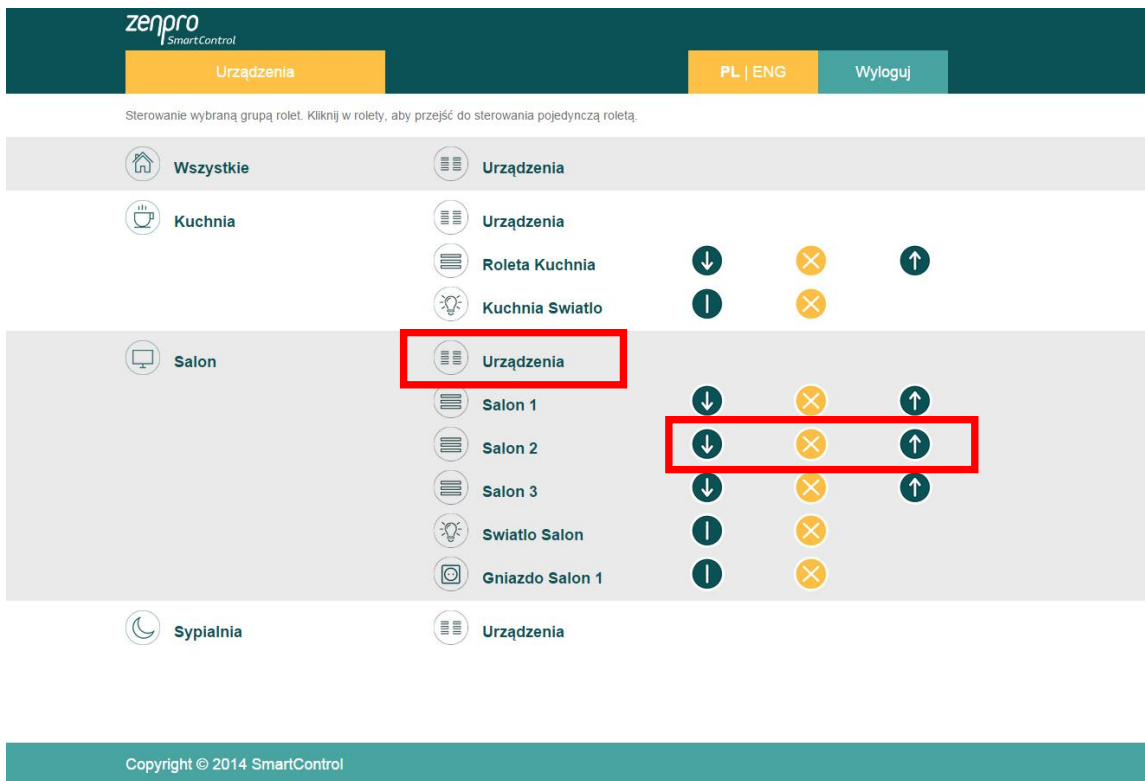 zenpro
SmartControl
Urządzenia PL | ENG Wyloguj
Sterowanie wybraną grupą rolet. Kliknij w rolety, aby przejść do sterowania pojedynczą roletą.
Wszystkie Urządzenia
Kuchnia Urządzenia
Roleta Kuchnia
Kuchnia Swiatlo
Salon Urządzenia
Salon 1
Salon 2
Salon 3
Swiatlo Salon
Gniazdo Salon 1
Sypialnia Urządzenia
Copyright © 2014 SmartControl